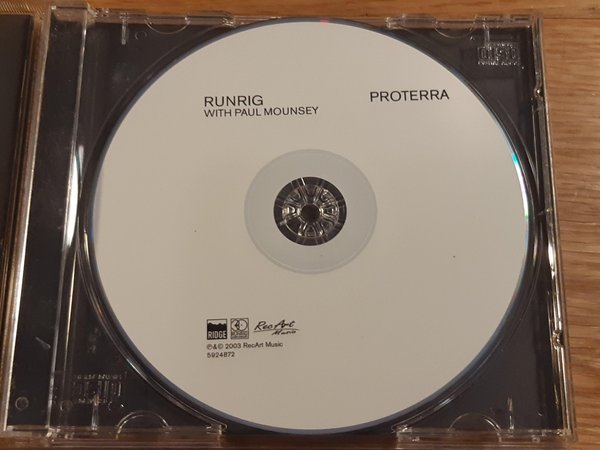 RUNRIG
WITH PAUL MOUNSEY
PROTERRA
RIDGE
RecArt
Music
℗&© 2003 RecArt Music
5924872